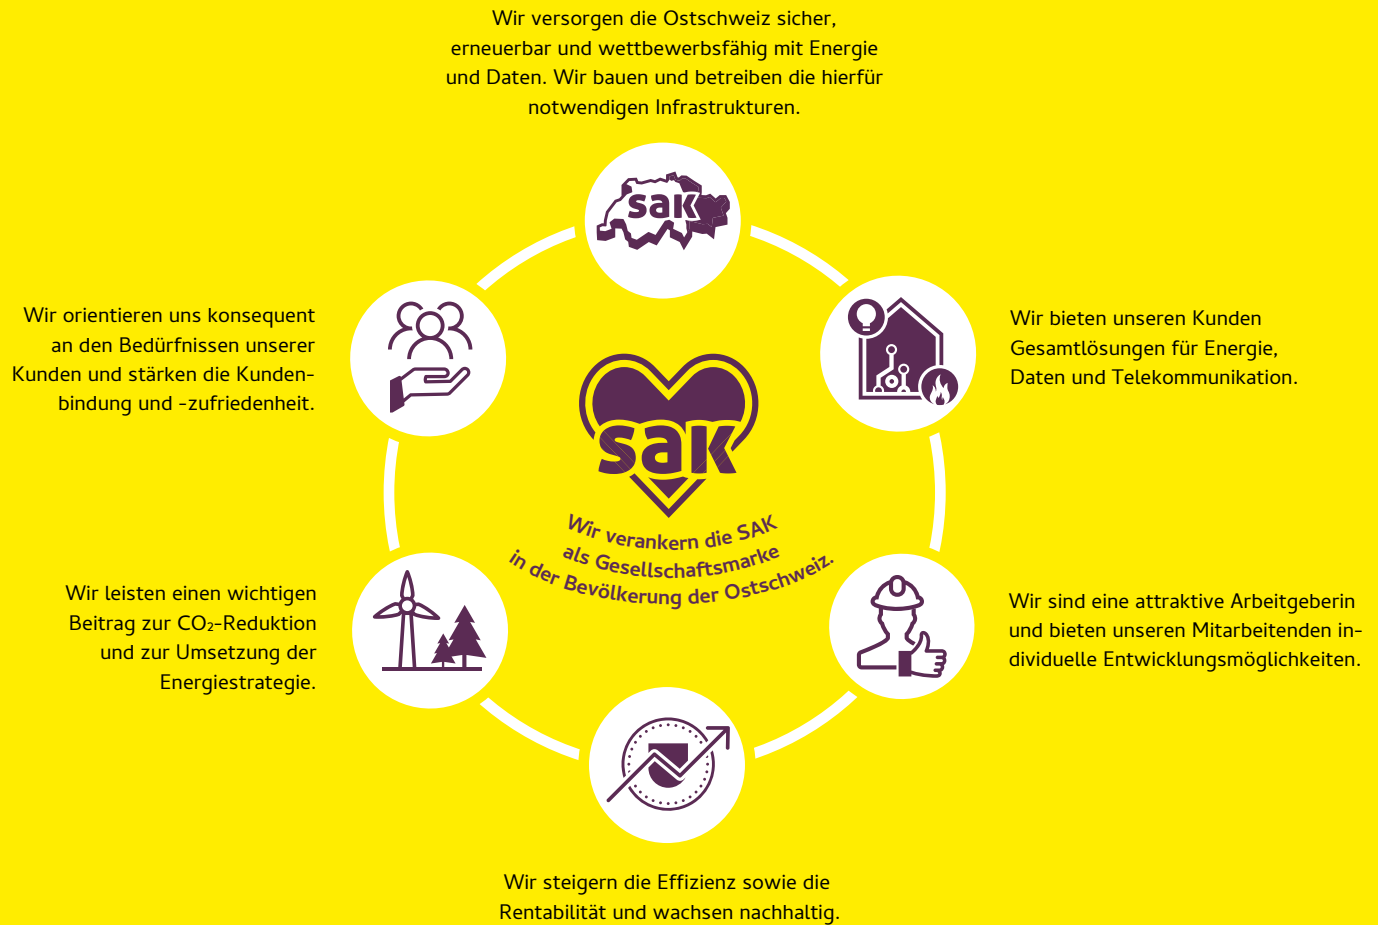 Wir versorgen die Ostschweiz sicher,
erneuerbar und wettbewerbsfähig mit Energie
und Daten. Wir bauen und betreiben die hierfür
notwendigen Infrastrukturen.
sak
Wir bieten unseren Kunden
Gesamtlösungen für Energie,
Daten und Telekommunikation.
Wir sind eine attraktive Arbeitgeberin
und bieten unseren Mitarbeitenden in-
dividuelle Entwicklungsmöglichkeiten.
Wir steigern die Effizienz sowie die
Rentabilität und wachsen nachhaltig.
Wir leisten einen wichtigen
Beitrag zur CO₂-Reduktion
und zur Umsetzung der
Energiestrategie.
Wir orientieren uns konsequent
an den Bedürfnissen unserer
Kunden und stärken die Kunden-
bindung und -zufriedenheit.
sak
Wir verankern die SAK
als Gesellschaftsmarke
in der Bevölkerung der Ostschweiz.